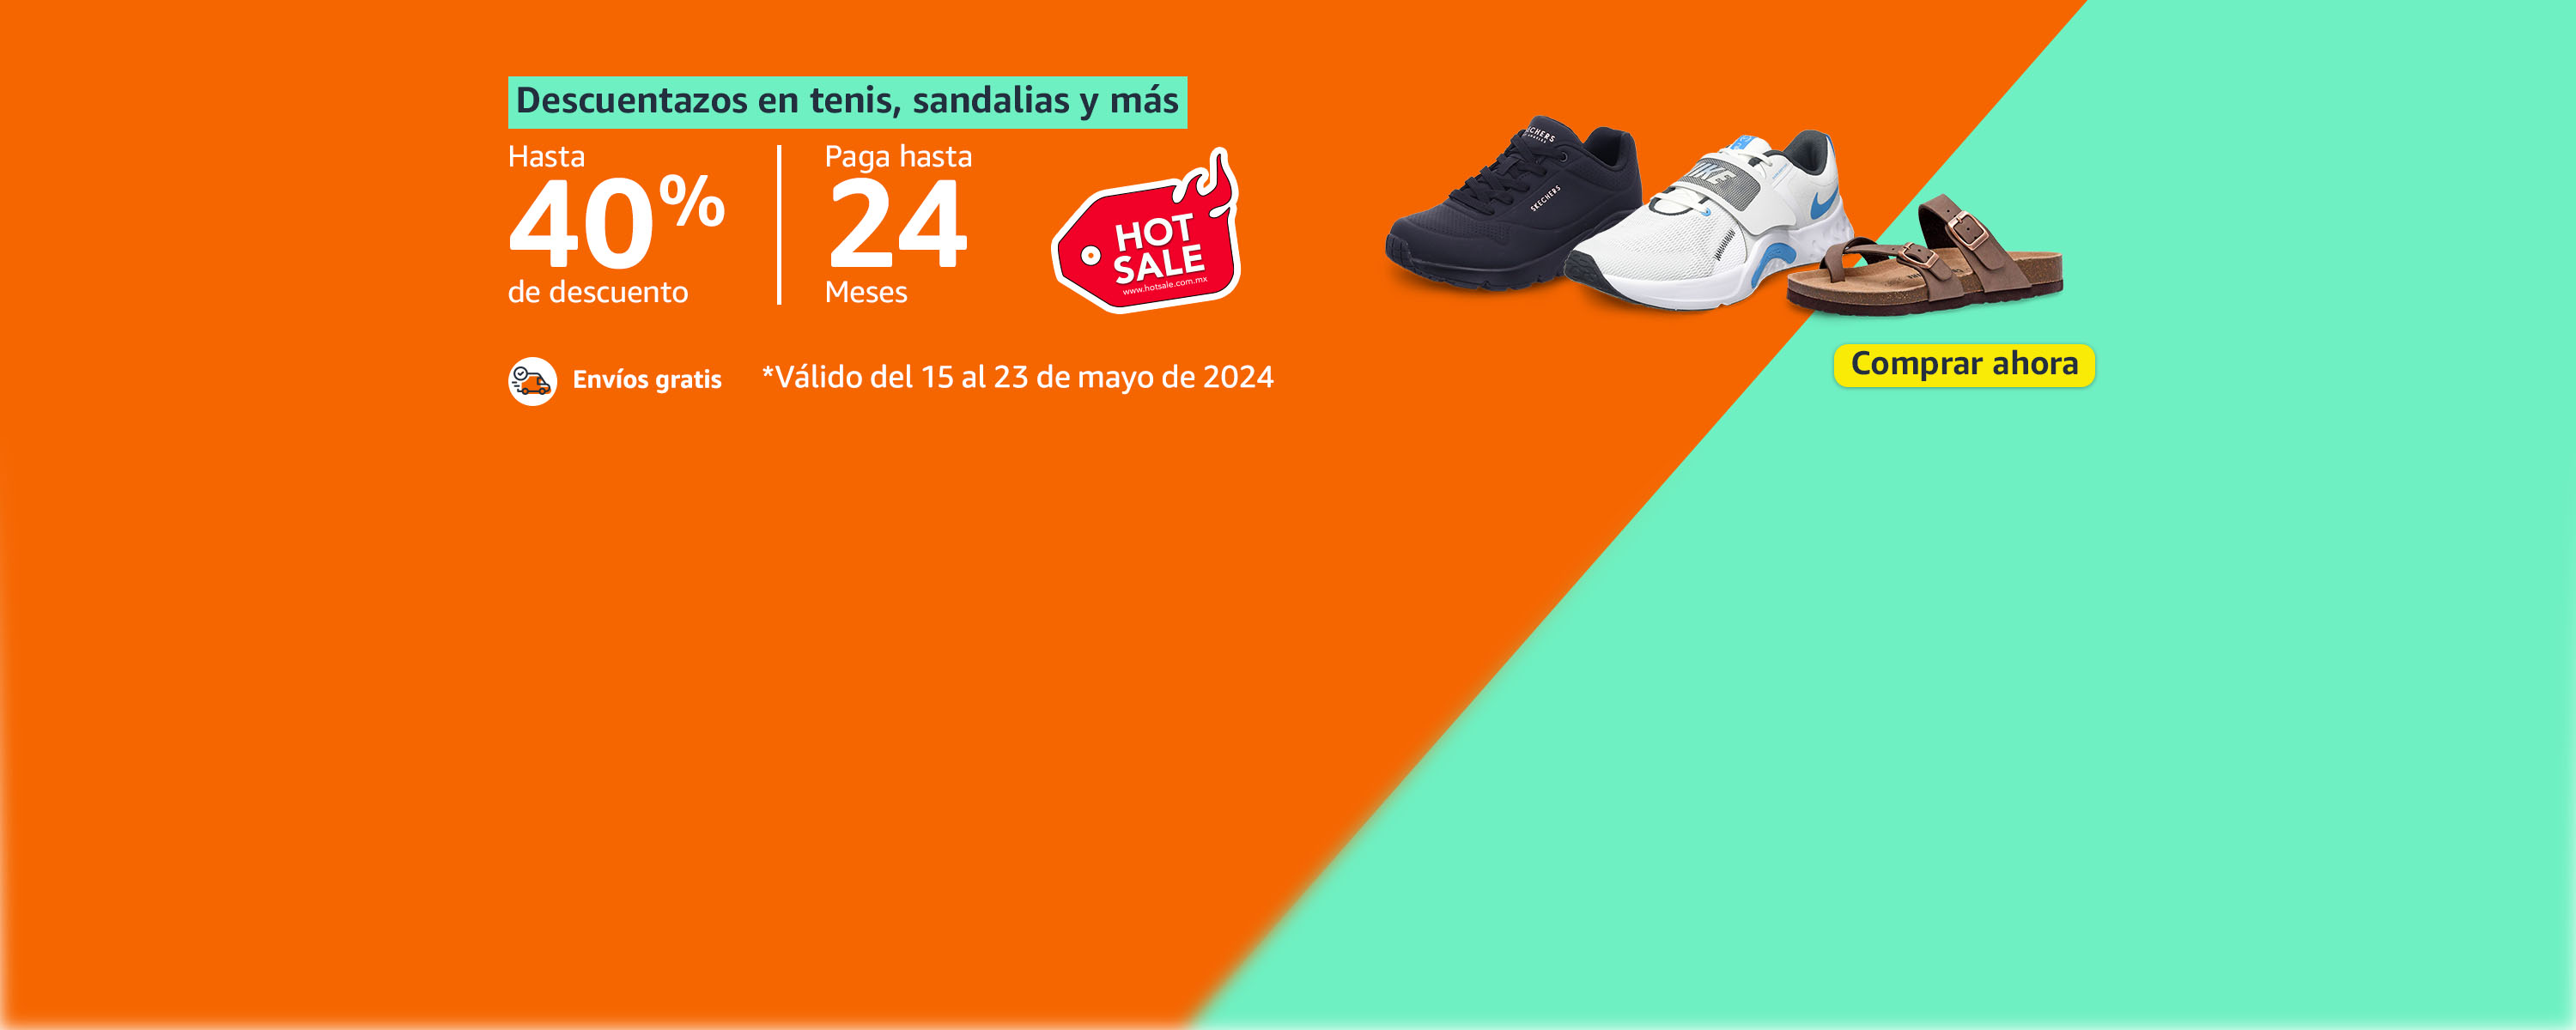 Descuentazos en tenis, sandalias y más
Hasta
40%
de descuento
Paga hasta
24
Meses
HOT
SALE
www.hotsale.com.mx
Envíos gratis
*Válido del 15 al 23 de mayo de 2024
SKECHERS
NIKE
Comprar ahora